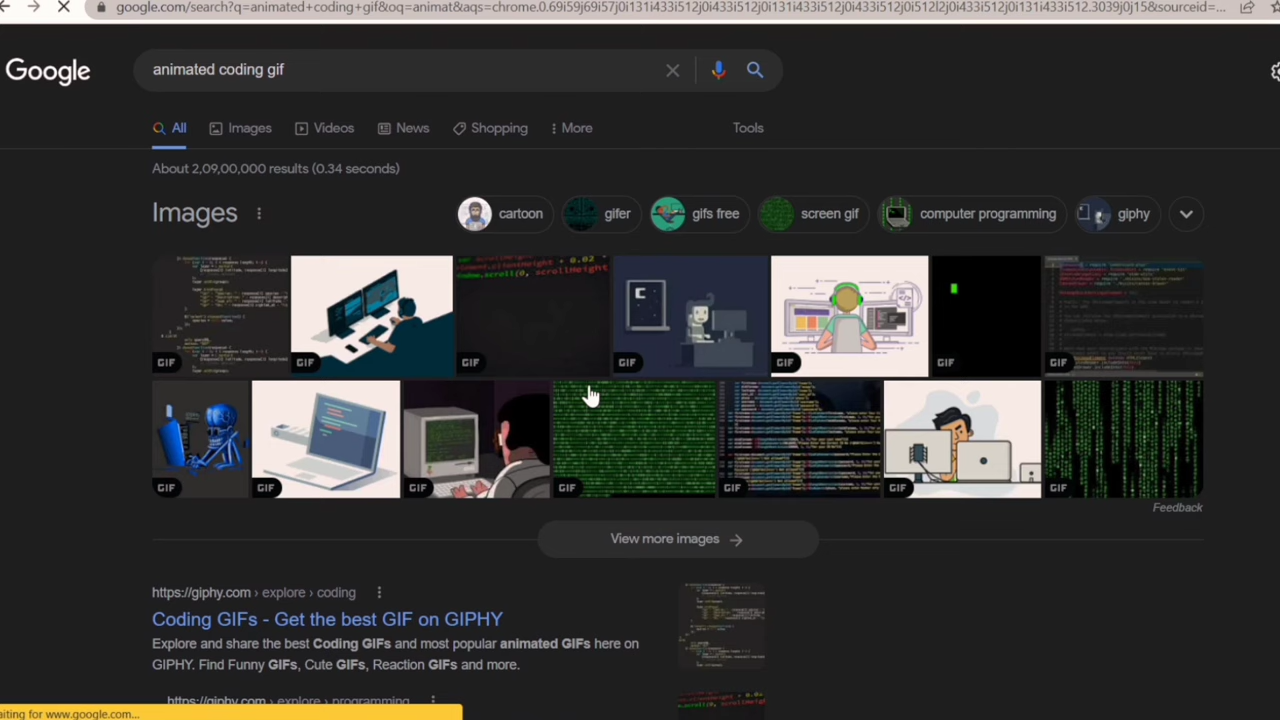 google.com/search?q=animated+coding+gif&oq=animat&aqs=chrome.0.69i59j69i57j0i131i433i512j0i433i512j0i131i433i512j0i131i433i512j0i512l2j0i433i512j0i131i433i512.3039j0j15&sourceid=...
Google
animated coding gif
All Images Videos News Shopping More Tools
About 2,09,00,000 results (0.34 seconds)
Images
cartoon gifer gifs free screen gif computer programming giphy
GIF GIF GIF GIF GIF GIF GIF
GIF GIF GIF GIF GIF GIF GIF
Feedback
View more images
https://giphy.com › explore › coding
Coding GIFs - Get the best GIF on GIPHY
Explore and share the best Coding GIFs and most popular animated GIFs here on
GIPHY. Find Funny GIFs, Cute GIFs, Reaction GIFs and more.
https://giphy.com › explore › programming
aiting for www.google.com...